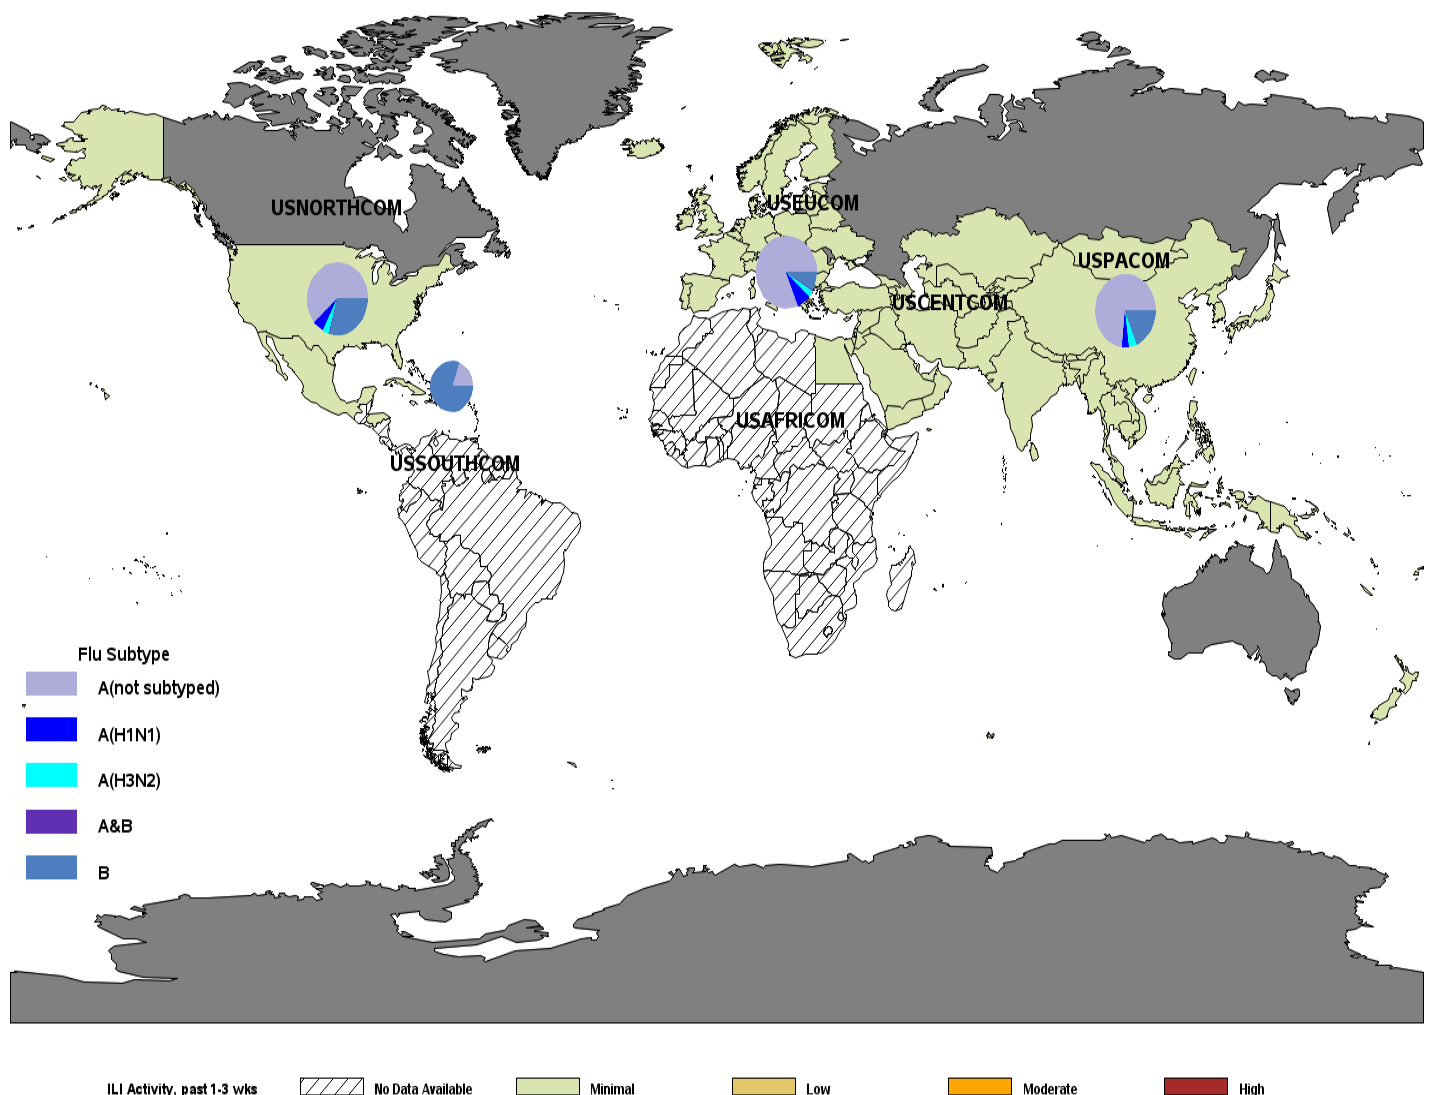 USNORTHCOM
USEUCOM
USPACOM
USCENTCOM
USAFRICOM
USSOUTHCOM
Flu Subtype
A(not subtyped)
A(H1N1)
A(H3N2)
A&B
B
ILI Activity, past 1-3 wks No Data Available Minimal Low Moderate High